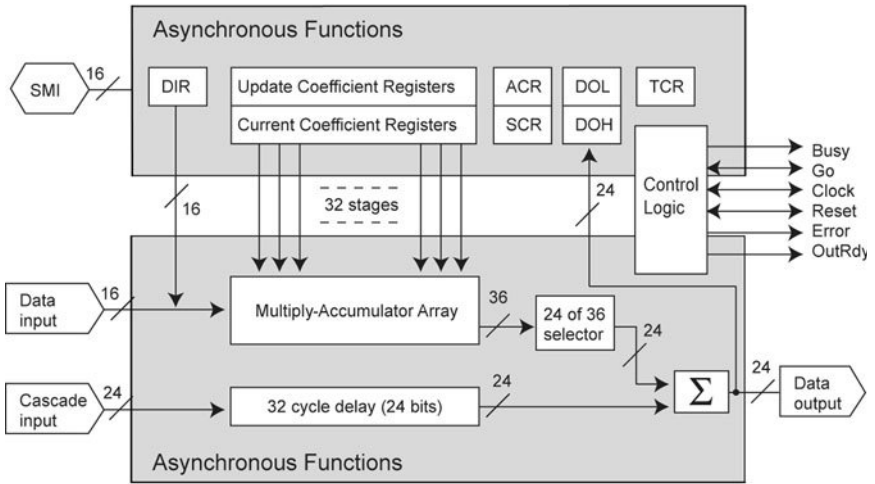 Asynchronous Functions
16
SMI
DIR
Update Coefficient Registers
ACR
DOL
TCR
Current Coefficient Registers
SCR
DOH
Control
Logic
Busy
Go
Clock
Reset
Error
OutRdy
16
32 stages
24
Data
input
16
Multiply-Accumulator Array
36
24 of 36
selector
24
Cascade
input
24
32 cycle delay (24 bits)
24
Σ
24
Data
output
Asynchronous Functions